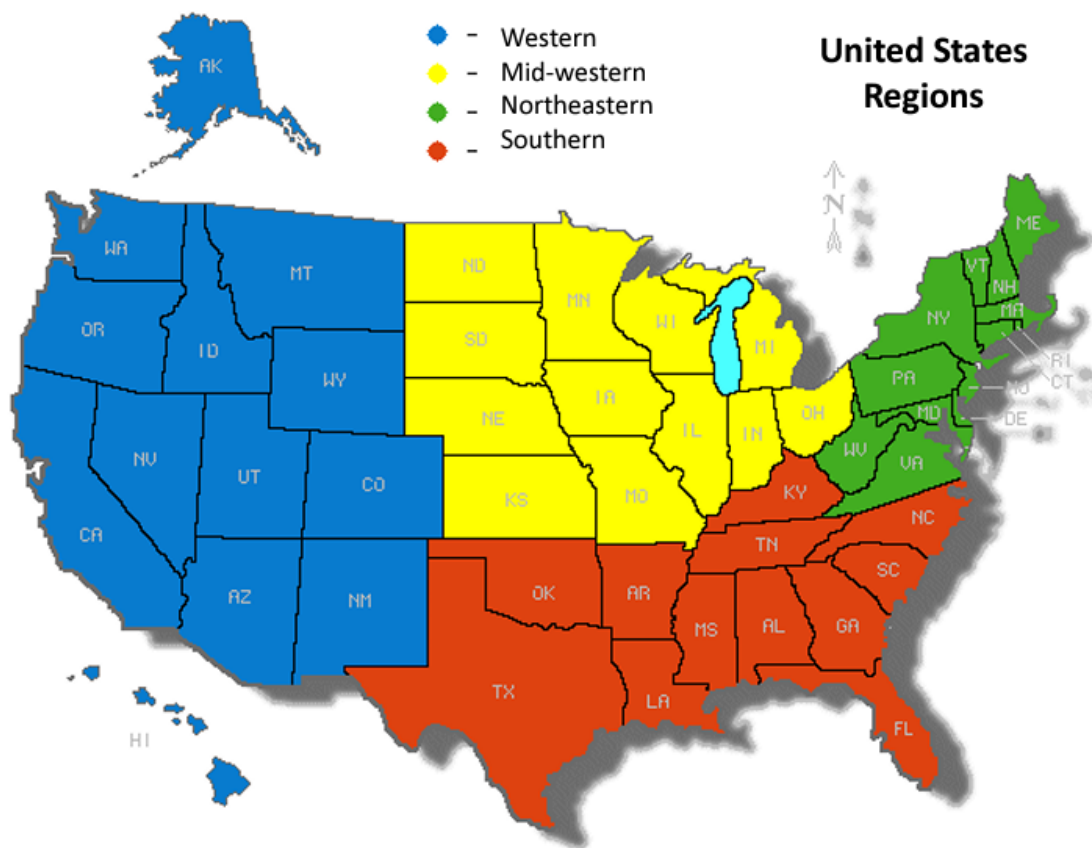 AK
- Western
- Mid-western
- Northeastern
- Southern
United States
Regions
N
WA
MT
ND
MN
ME
VT
NH
OR
ID
SD
WI
MI
NY
MA
WY
RI
CT
NE
IA
PA
NJ
IL
IN
OH
MD
DE
NV
UT
CO
KS
MO
WV
VA
KY
CA
AZ
NM
OK
AR
TN
NC
SC
MS
AL
GA
TX
LA
FL
HI